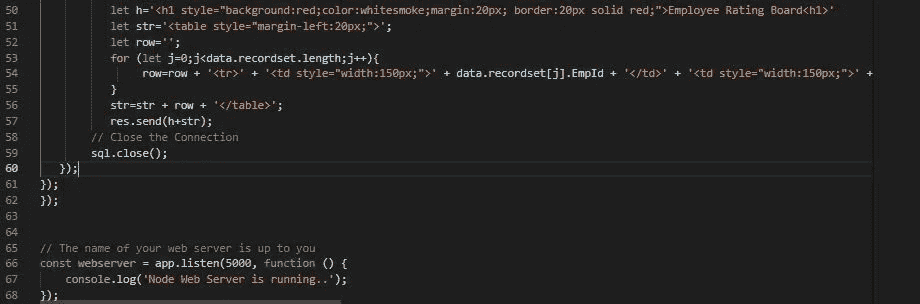 50 let h='<h1 style="background:red;color:whitesmoke;margin:20px; border:20px solid red;">Employee Rating Board<h1>'
51 let str='<table style="margin-left:20px;">';
52 let row='';
53 for (let j=0;j<data.recordset.length;j++){
54 row=row + '<tr>' + '<td style="width:150px;">' + data.recordset[j].EmpId + '</td>' + '<td style="width:150px;">' +
55 }
56 str=str + row + '</table>';
57 res.send(h+str);
58 // Close the Connection
59 sql.close();
60 });
61 });
62 });
63
64
65 // The name of your web server is up to you
66 const webserver = app.listen(5000, function () {
67 console.log('Node Web Server is running..');
68 });